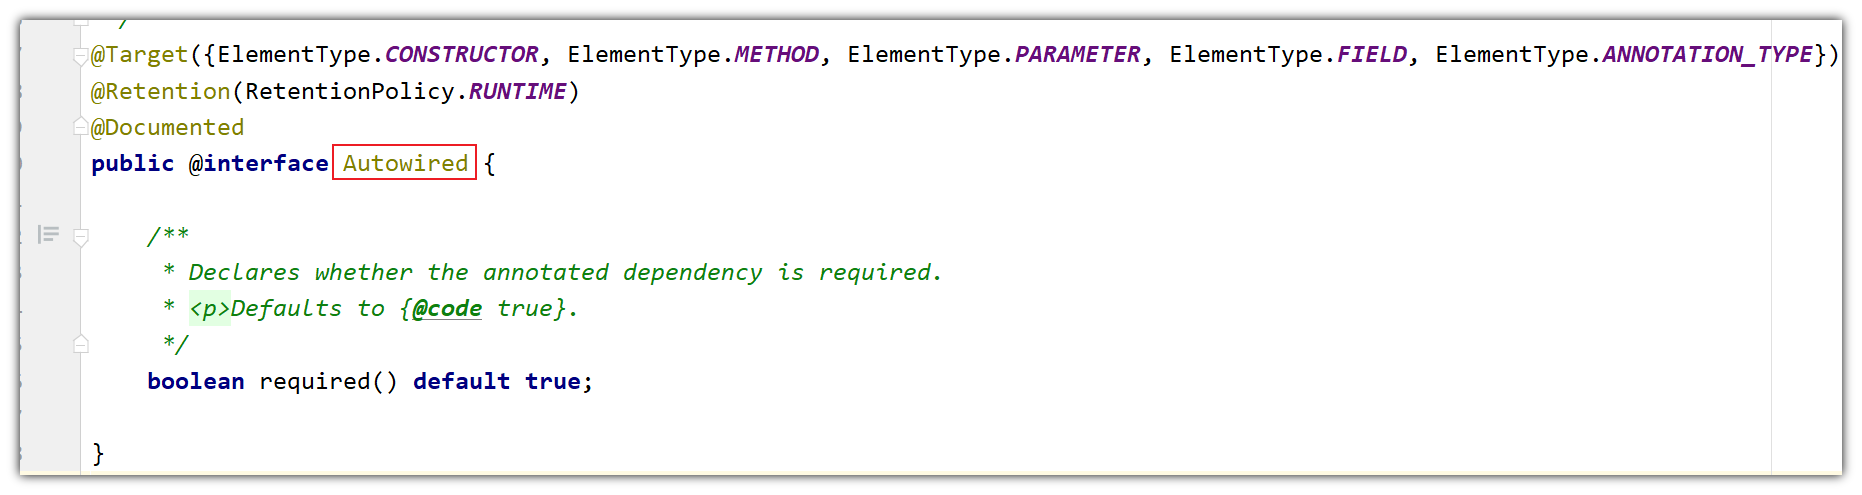 /
@Target({ElementType.CONSTRUCTOR, ElementType.METHOD, ElementType.PARAMETER, ElementType.FIELD, ElementType.ANNOTATION_TYPE})
@Retention(RetentionPolicy.RUNTIME)
@Documented
public @interface Autowired {
/**
* Declares whether the annotated dependency is required.
* <p>Defaults to {@code true}.
*/
boolean required() default true;
}